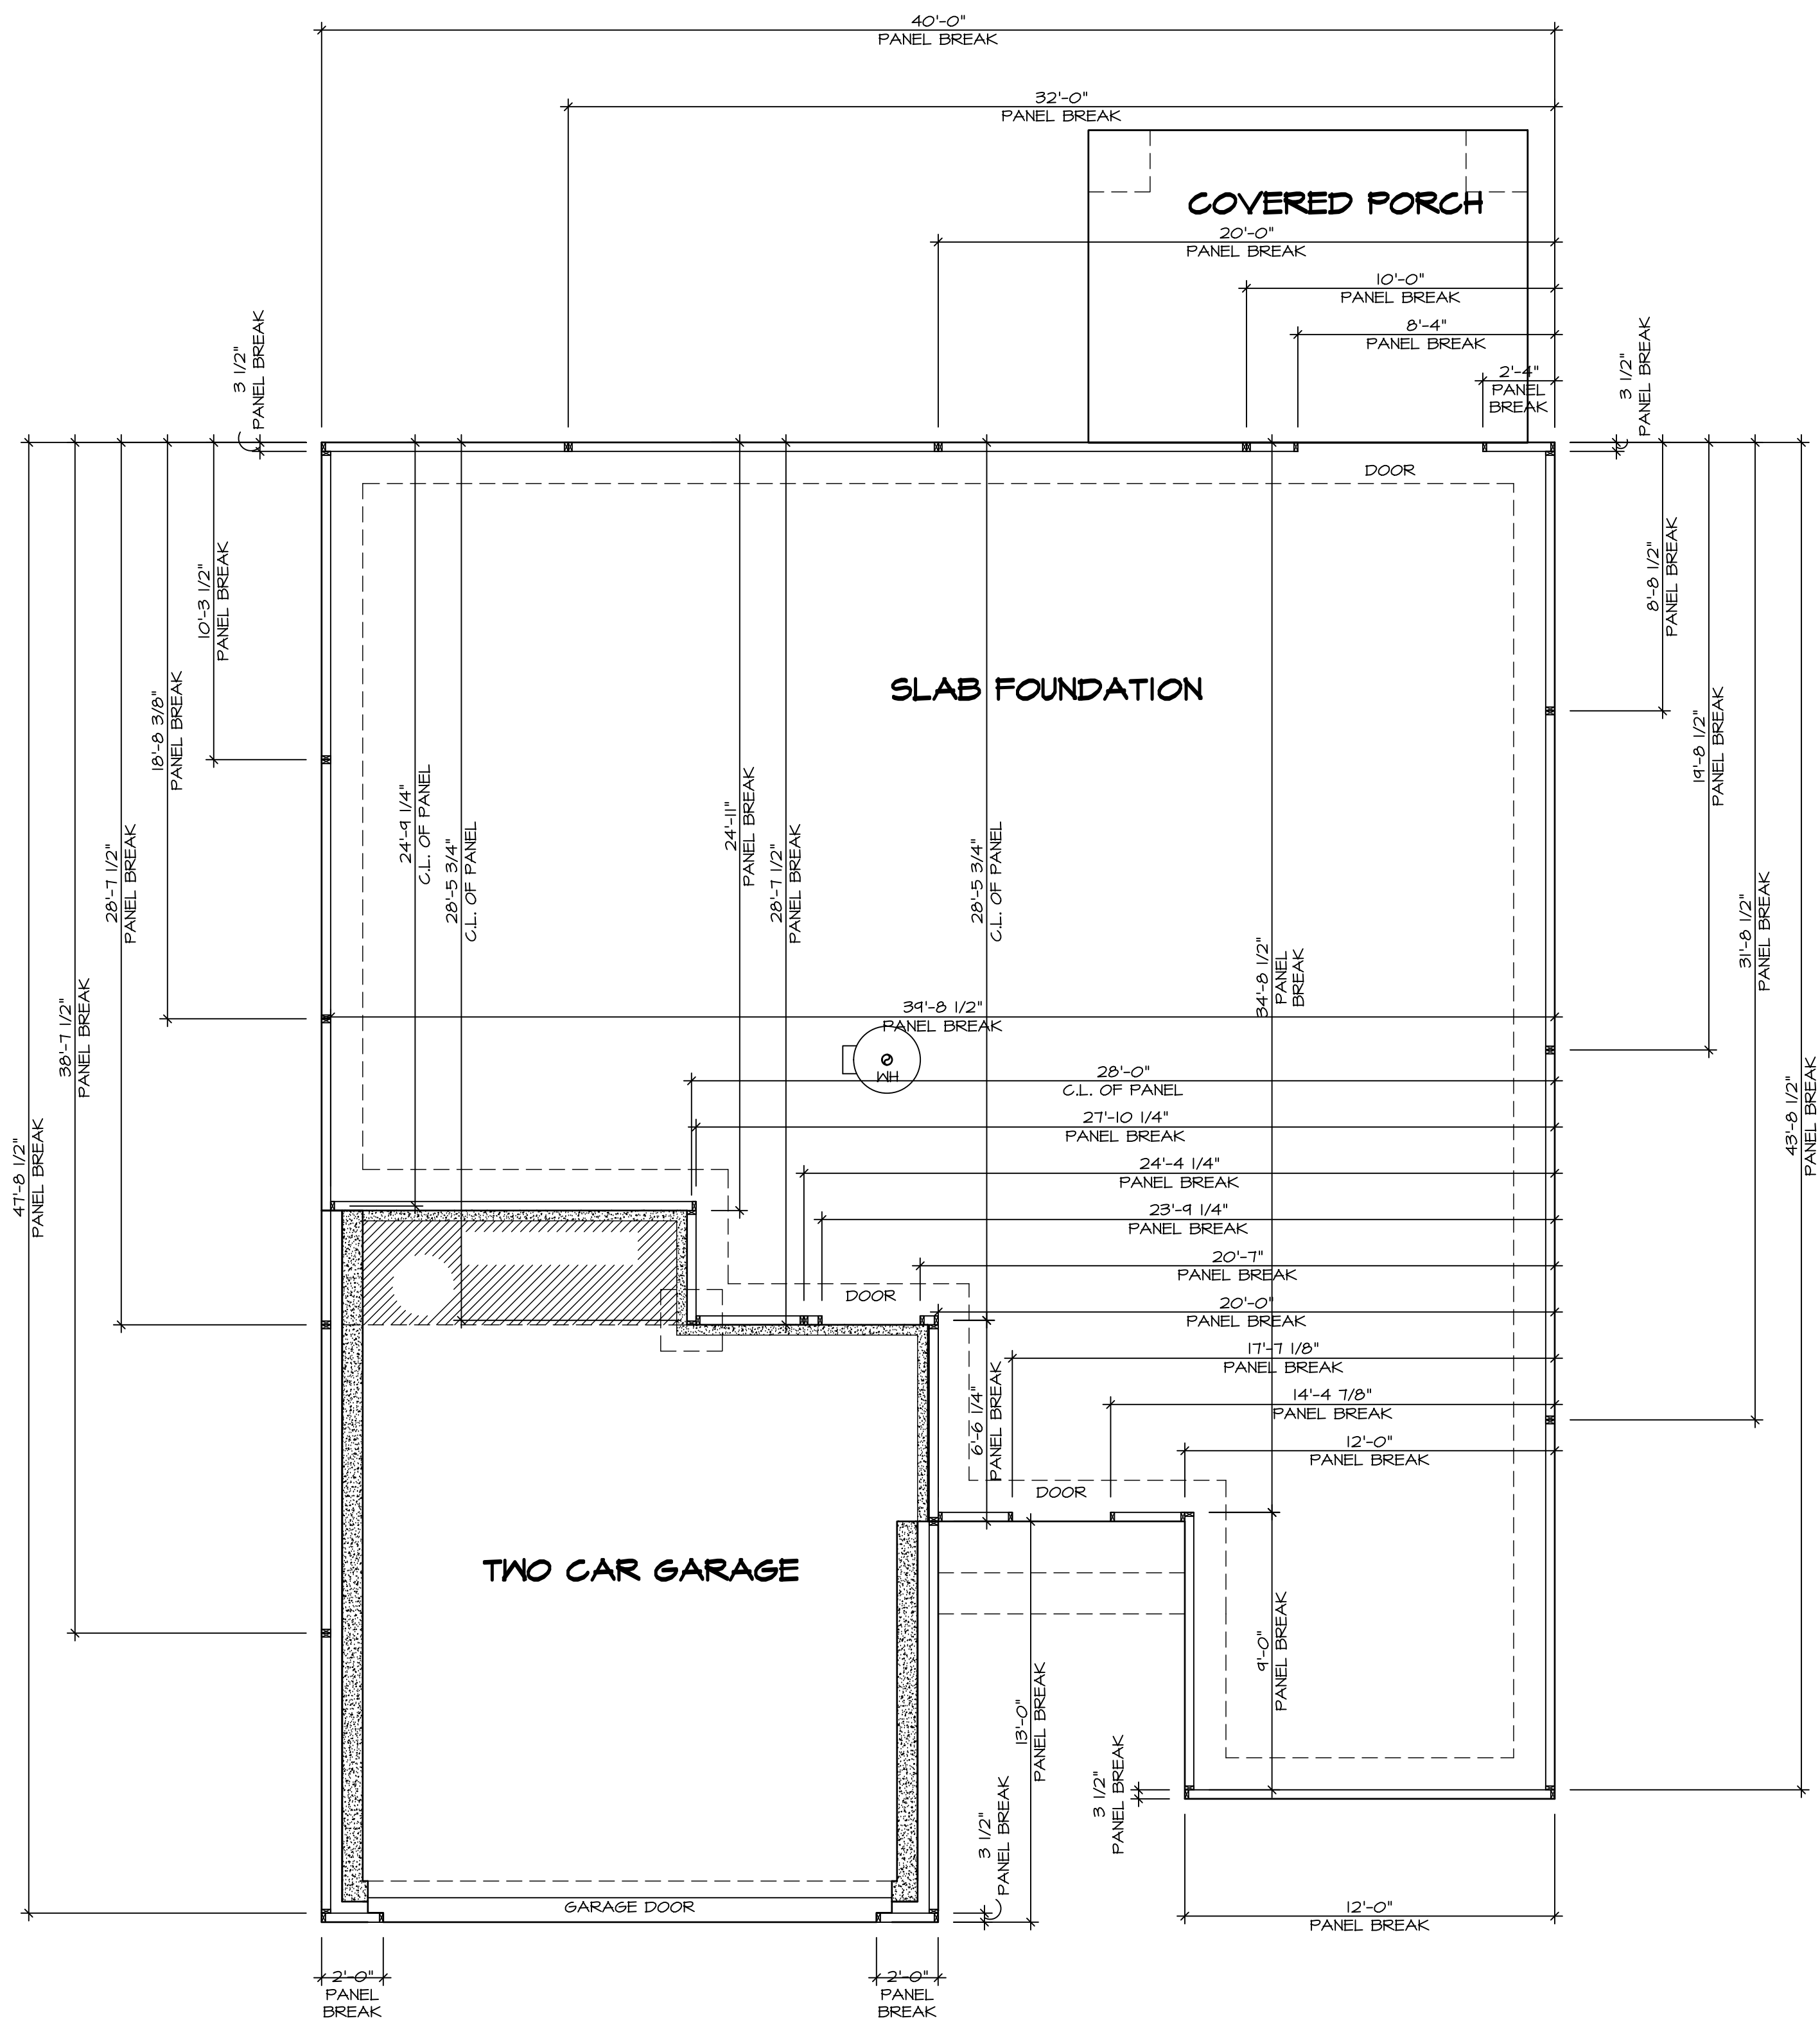 40'-0"
PANEL BREAK
32'-0"
PANEL BREAK
COVERED PORCH
20'-0"
PANEL BREAK
10'-0"
PANEL BREAK
8'-4"
PANEL BREAK
2'-4"
PANEL
BREAK
3 1/2"
PANEL BREAK
3 1/2"
PANEL BREAK
DOOR
10'-3 1/2"
PANEL BREAK
8'-8 1/2"
PANEL BREAK
SLAB FOUNDATION
18'-8 3/8"
PANEL BREAK
19'-8 1/2"
PANEL BREAK
24'-9 1/4"
C.L. OF PANEL
24'-11"
PANEL BREAK
28'-7 1/2"
PANEL BREAK
28'-5 3/4"
C.L. OF PANEL
28'-7 1/2"
PANEL BREAK
28'-5 3/4"
C.L. OF PANEL
34'-8 1/2"
PANEL
BREAK
31'-8 1/2"
PANEL BREAK
39'-8 1/2"
PANEL BREAK
38'-7 1/2"
PANEL BREAK
WH
28'-0"
C.L. OF PANEL
27'-10 1/4"
PANEL BREAK
43'-8 1/2"
PANEL BREAK
47'-8 1/2"
PANEL BREAK
24'-4 1/4"
PANEL BREAK
23'-9 1/4"
PANEL BREAK
20'-7"
PANEL BREAK
DOOR
20'-0"
PANEL BREAK
17'-7 1/8"
PANEL BREAK
14'-4 7/8"
PANEL BREAK
6'-6 1/4"
PANEL BREAK
12'-0"
PANEL BREAK
DOOR
TWO CAR GARAGE
9'-0"
PANEL BREAK
13'-0"
PANEL BREAK
3 1/2"
PANEL BREAK
3 1/2"
PANEL BREAK
GARAGE DOOR
12'-0"
PANEL BREAK
2'-0"
PANEL
BREAK
2'-0"
PANEL
BREAK